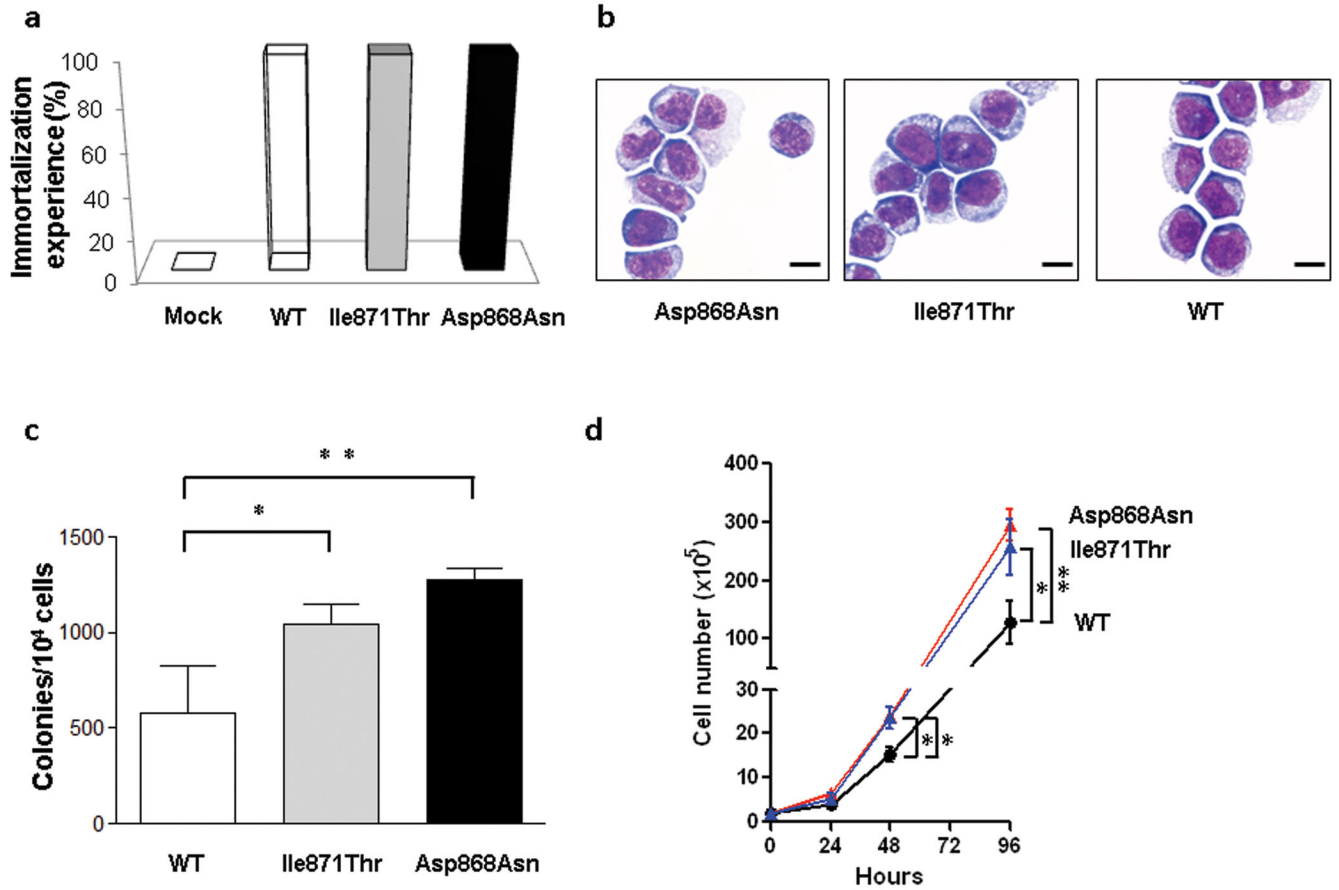 a
Immortalization
experience (%)
100
80
60
40
20
0
Mock WT Ile871Thr Asp868Asn
b
Asp868Asn Ile871Thr WT
c
* *
*
Colonies/10⁴ cells
1500
1000
500
0
WT Ile871Thr Asp868Asn
d
Cell number (x10⁵)
400
300
200
100
30
20
10
0
Asp868Asn
Ile871Thr
WT
*
**
* *
0 24 48 72 96
Hours